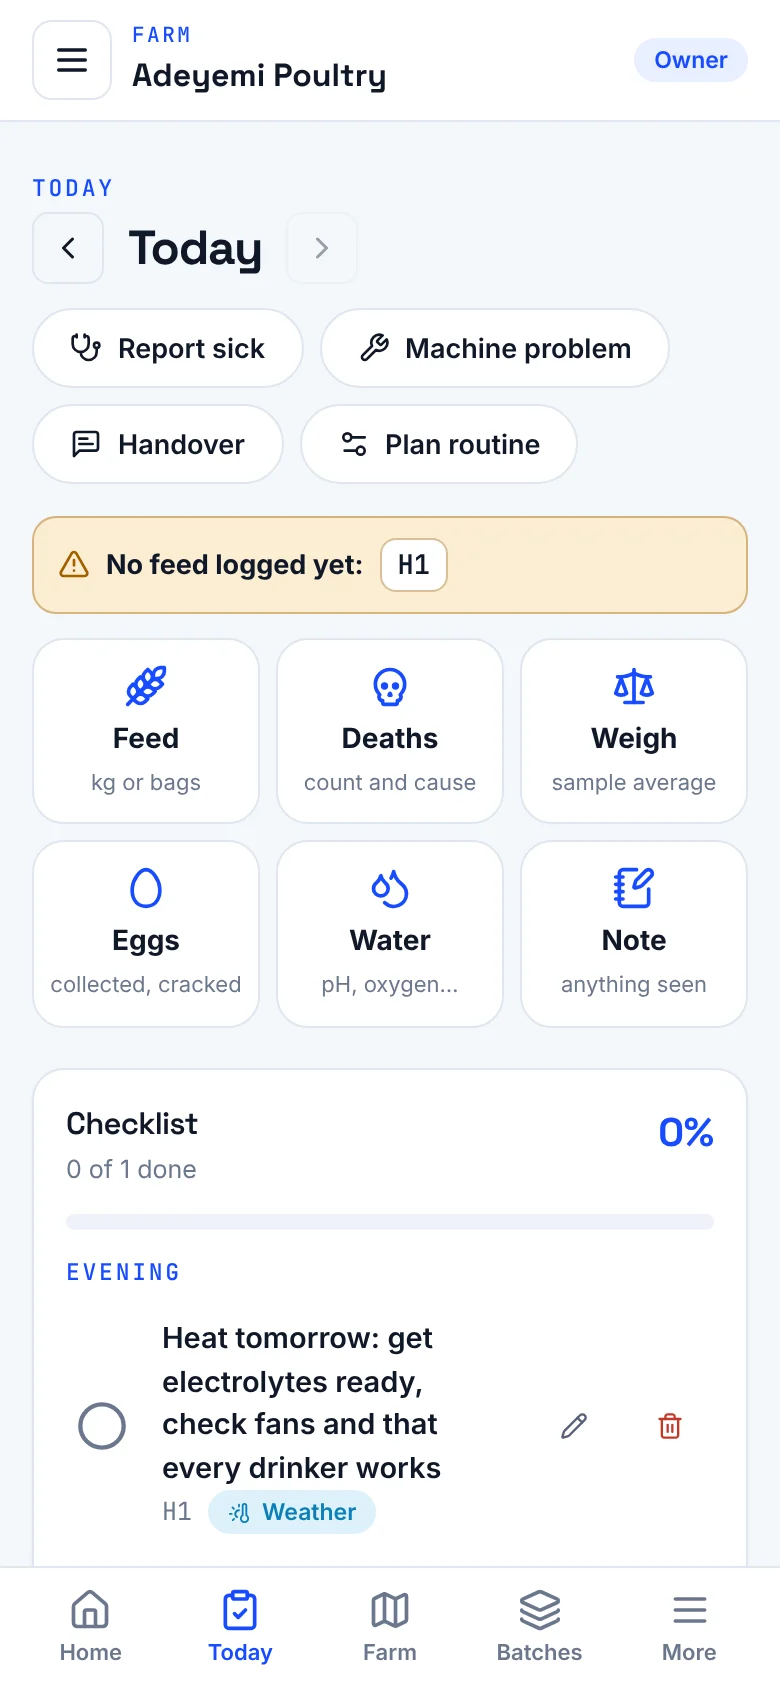 FARM
Adeyemi Poultry
Owner
TODAY
Today
Report sick
Machine problem
Handover
Plan routine
No feed logged yet: H1
Feed
kg or bags
Deaths
count and cause
Weigh
sample average
Eggs
collected, cracked
Water
pH, oxygen...
Note
anything seen
Checklist
0%
0 of 1 done
EVENING
Heat tomorrow: get
electrolytes ready,
check fans and that
every drinker works
H1 Weather
Home
Today
Farm
Batches
More